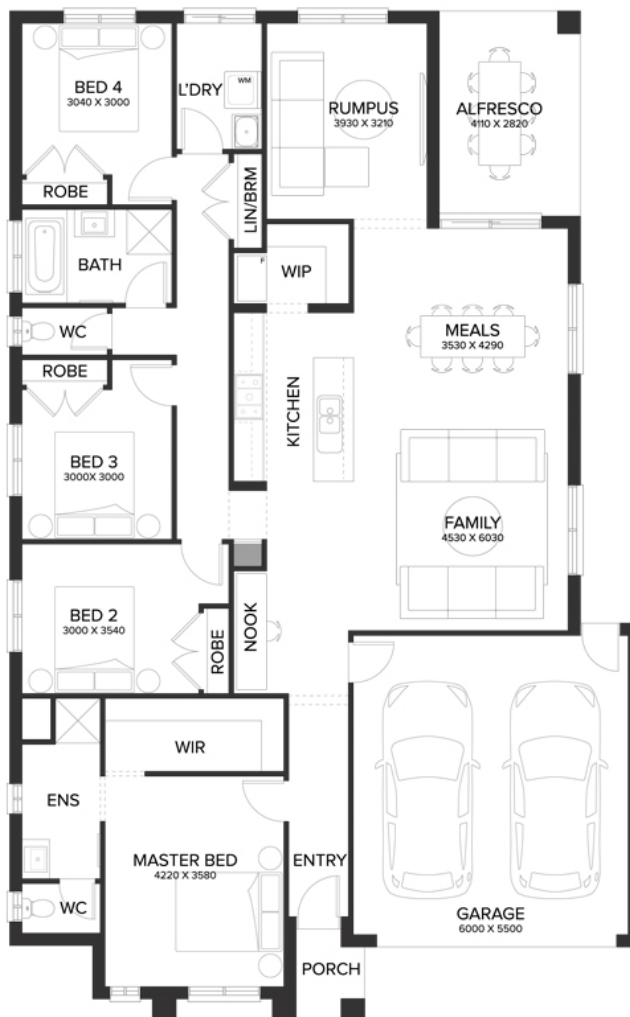 BED 4
3040 X 3000
L'DRY
WM
RUMPUS
3930 X 3210
ALFRESCO
4110 X 2820
ROBE
LIN/BRM
BATH
F
WIP
WC
MEALS
3530 X 4290
ROBE
KITCHEN
BED 3
3000X 3000
FAMILY
4530 X 6030
BED 2
3000 X 3540
ROBE
NOOK
WIR
ENS
MASTER BED
4220 X 3580
ENTRY
WC
GARAGE
6000 X 5500
PORCH